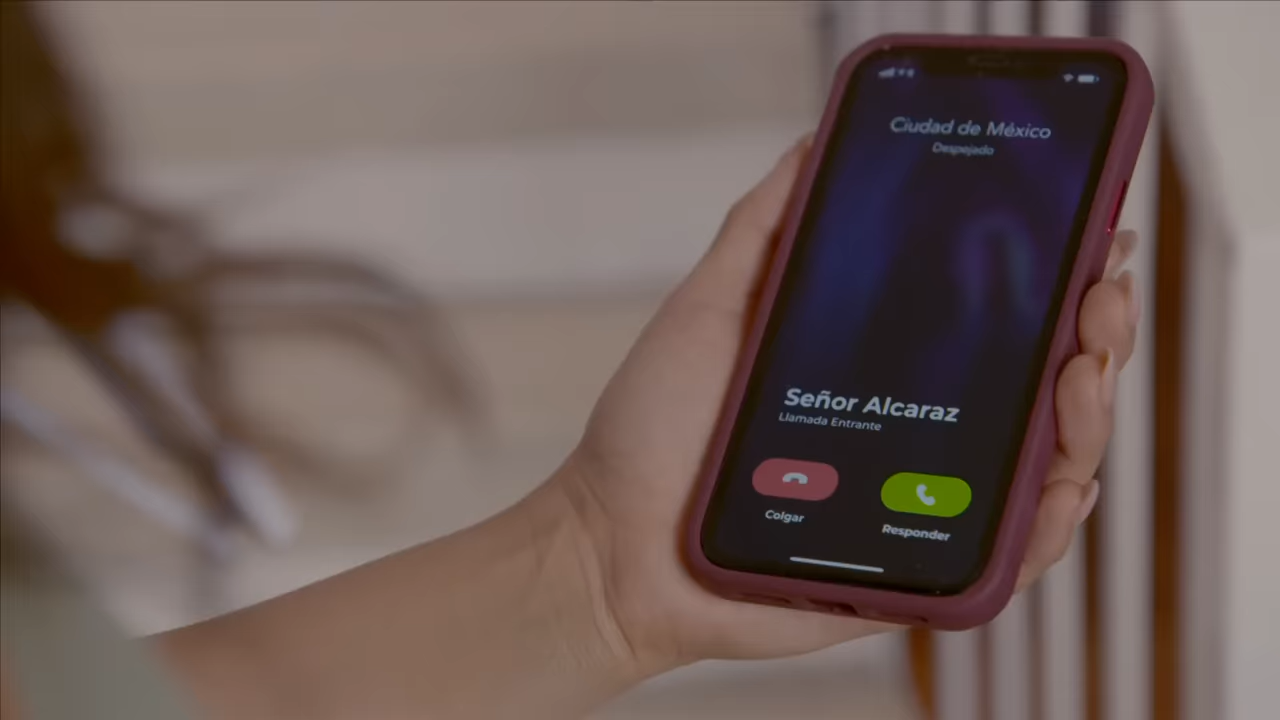 Ciudad de México
Despejado
Señor Alcaraz
Llamada Entrante
Colgar
Responder